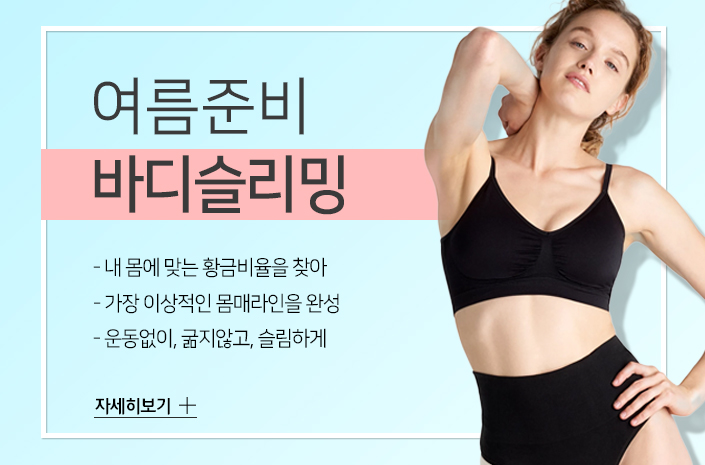 여름준비
바디슬리밍
- 내 몸에 맞는 황금비율을 찾아
- 가장 이상적인 몸매라인을 완성
- 운동없이, 굶지않고, 슬림하게
자세히보기 +